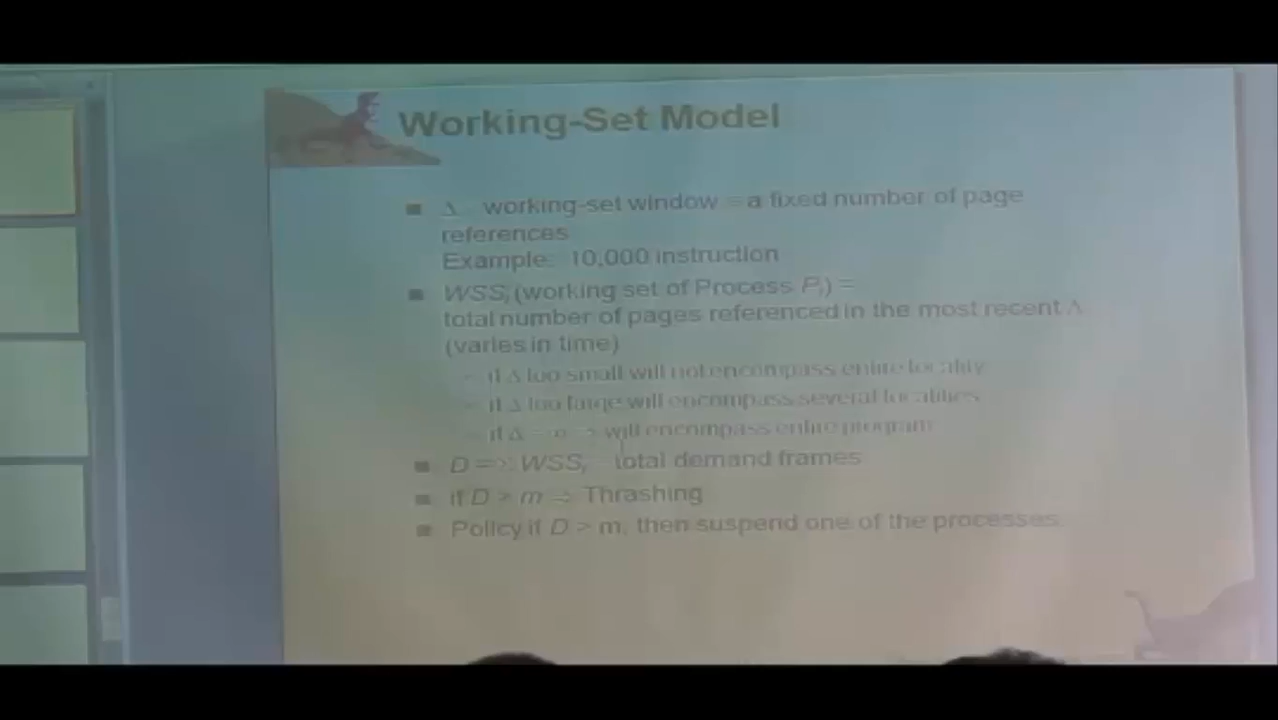 Working-Set Model
Δ working-set window = a fixed number of page
references
Example: 10,000 instruction
WSSi (working set of Process Pi) =
total number of pages referenced in the most recent Δ
(varies in time)
if Δ too small will not encompass entire locality
if Δ too large will encompass several localities
if Δ = ∞ ⇒ will encompass entire program
D = Σ WSSi total demand frames
if D > m ⇒ Thrashing
Policy if D > m, then suspend one of the processes